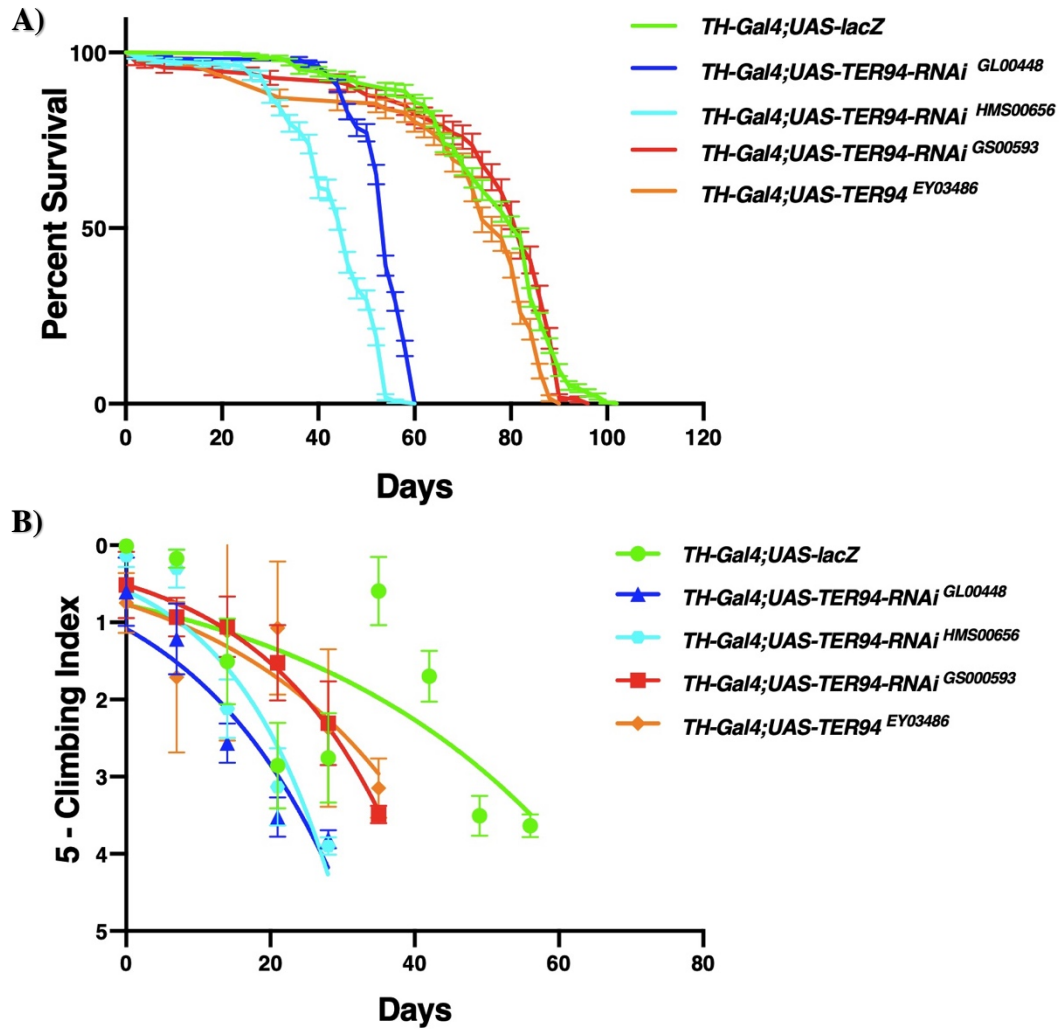 A)
TH-Gal4;UAS-lacZ
TH-Gal4;UAS-TER94-RNAi GL00448
TH-Gal4;UAS-TER94-RNAi HMS00656
TH-Gal4;UAS-TER94-RNAi GS00593
TH-Gal4;UAS-TER94 EY03486
Percent Survival
100
50
0
0 20 40 60 80 100 120
Days
B)
TH-Gal4;UAS-lacZ
TH-Gal4;UAS-TER94-RNAi GL00448
TH-Gal4;UAS-TER94-RNAi HMS00656
TH-Gal4;UAS-TER94-RNAi GS000593
TH-Gal4;UAS-TER94 EY03486
5 - Climbing Index
0
1
2
3
4
5
0 20 40 60 80
Days